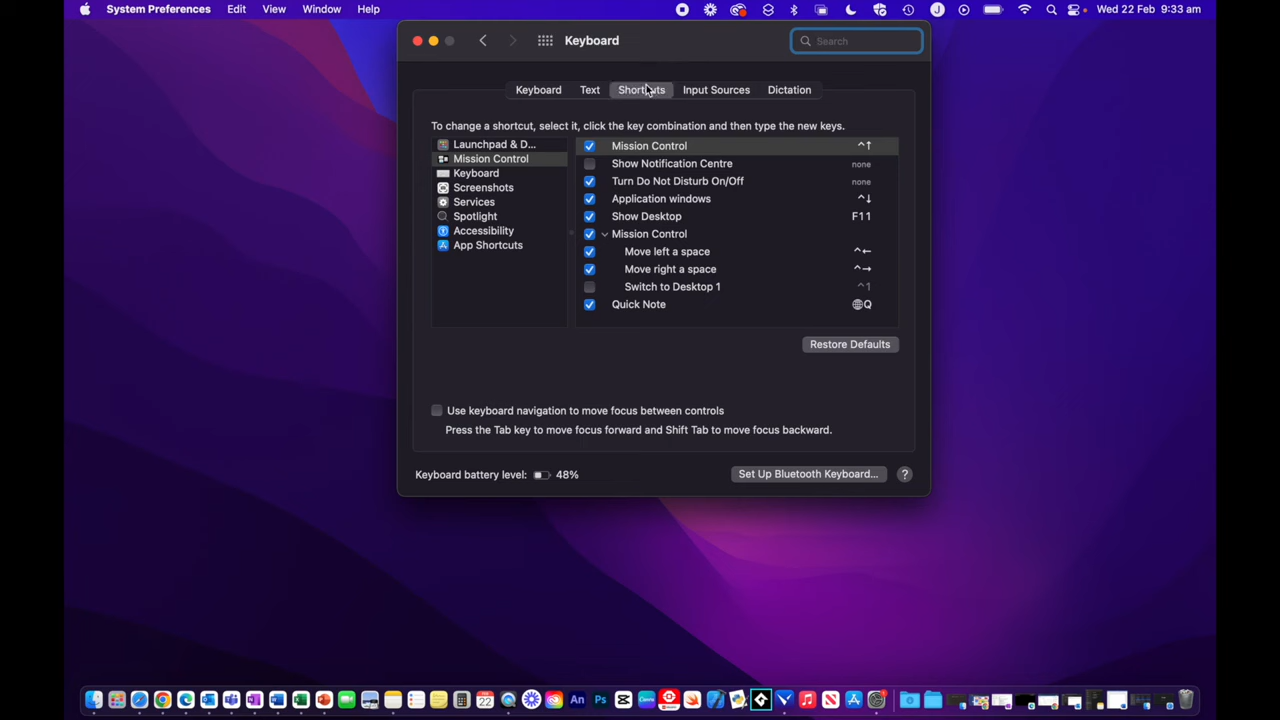 System Preferences Edit View Window Help Wed 22 Feb 9:33 am
Keyboard Search
Keyboard Text Shortcuts Input Sources Dictation
To change a shortcut, select it, click the key combination and then type the new keys.
Launchpad & D...
Mission Control
Keyboard
Screenshots
Services
Spotlight
Accessibility
App Shortcuts
Mission Control ^↑
Show Notification Centre none
Turn Do Not Disturb On/Off none
Application windows ^↓
Show Desktop F11
Mission Control
Move left a space ^←
Move right a space ^→
Switch to Desktop 1 ^1
Quick Note 🌐Q
Restore Defaults
Use keyboard navigation to move focus between controls
Press the Tab key to move focus forward and Shift Tab to move focus backward.
Keyboard battery level: 48% Set Up Bluetooth Keyboard... ?
An Ps